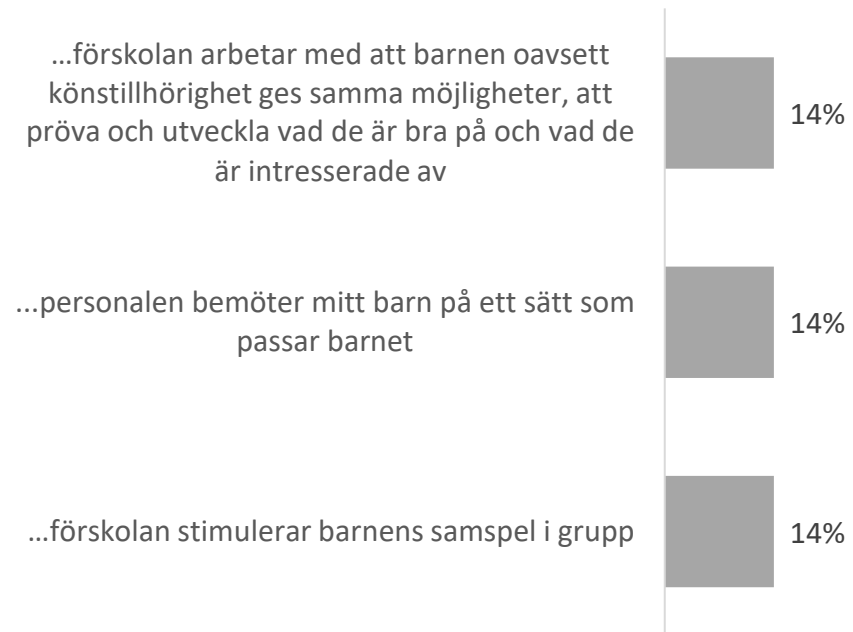 ...förskolan arbetar med att barnen oavsett
könstillhörighet ges samma möjligheter, att
pröva och utveckla vad de är bra på och vad de
är intresserade av
14%
...personalen bemöter mitt barn på ett sätt som
passar barnet
14%
...förskolan stimulerar barnens samspel i grupp
14%